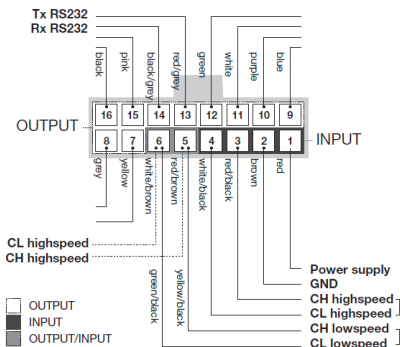 Tx RS232
Rx RS232
black
pink
black/grey
red/grey
green
white
purple
blue
16 15 14 13 12 11 10 9
OUTPUT
INPUT
8 7 6 5 4 3 2 1
grey
yellow
white/brown
red/brown
white/black
red/black
brown
red
CL highspeed
CH highspeed
green/black
yellow/black
Power supply
GND
CH highspeed
CL highspeed
CH lowspeed
CL lowspeed
OUTPUT
INPUT
OUTPUT/INPUT